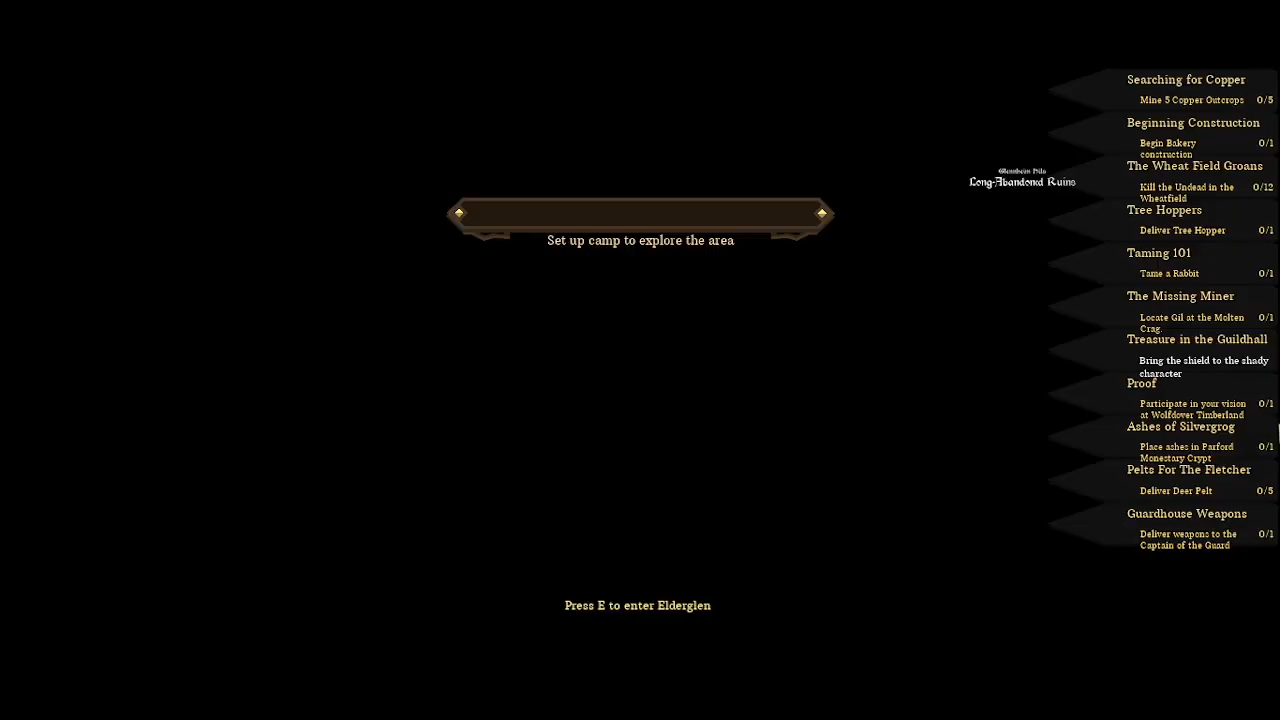 Searching for Copper
Mine 5 Copper Outcrops 0/5
Beginning Construction
Begin Bakery 0/1
construction
The Wheat Field Groans
Kill the Undead in the 0/12
Wheatfield
Long-Abandond Ruins
Tree Hoppers
Deliver Tree Hopper 0/1
Set up camp to explore the area
Taming 101
Tame a Rabbit 0/1
The Missing Miner
Locate Gil at the Molten 0/1
Crag.
Treasure in the Guildhall
Bring the shield to the shady
character
Proof
Participate in your vision 0/1
at Wolfdover Timberland
Ashes of Silvergrog
Place ashes in Parford 0/1
Monestary Crypt
Pelts For The Fletcher
Deliver Deer Pelt 0/5
Guardhouse Weapons
Deliver weapons to the 0/1
Captain of the Guard
Press E to enter Elderglen